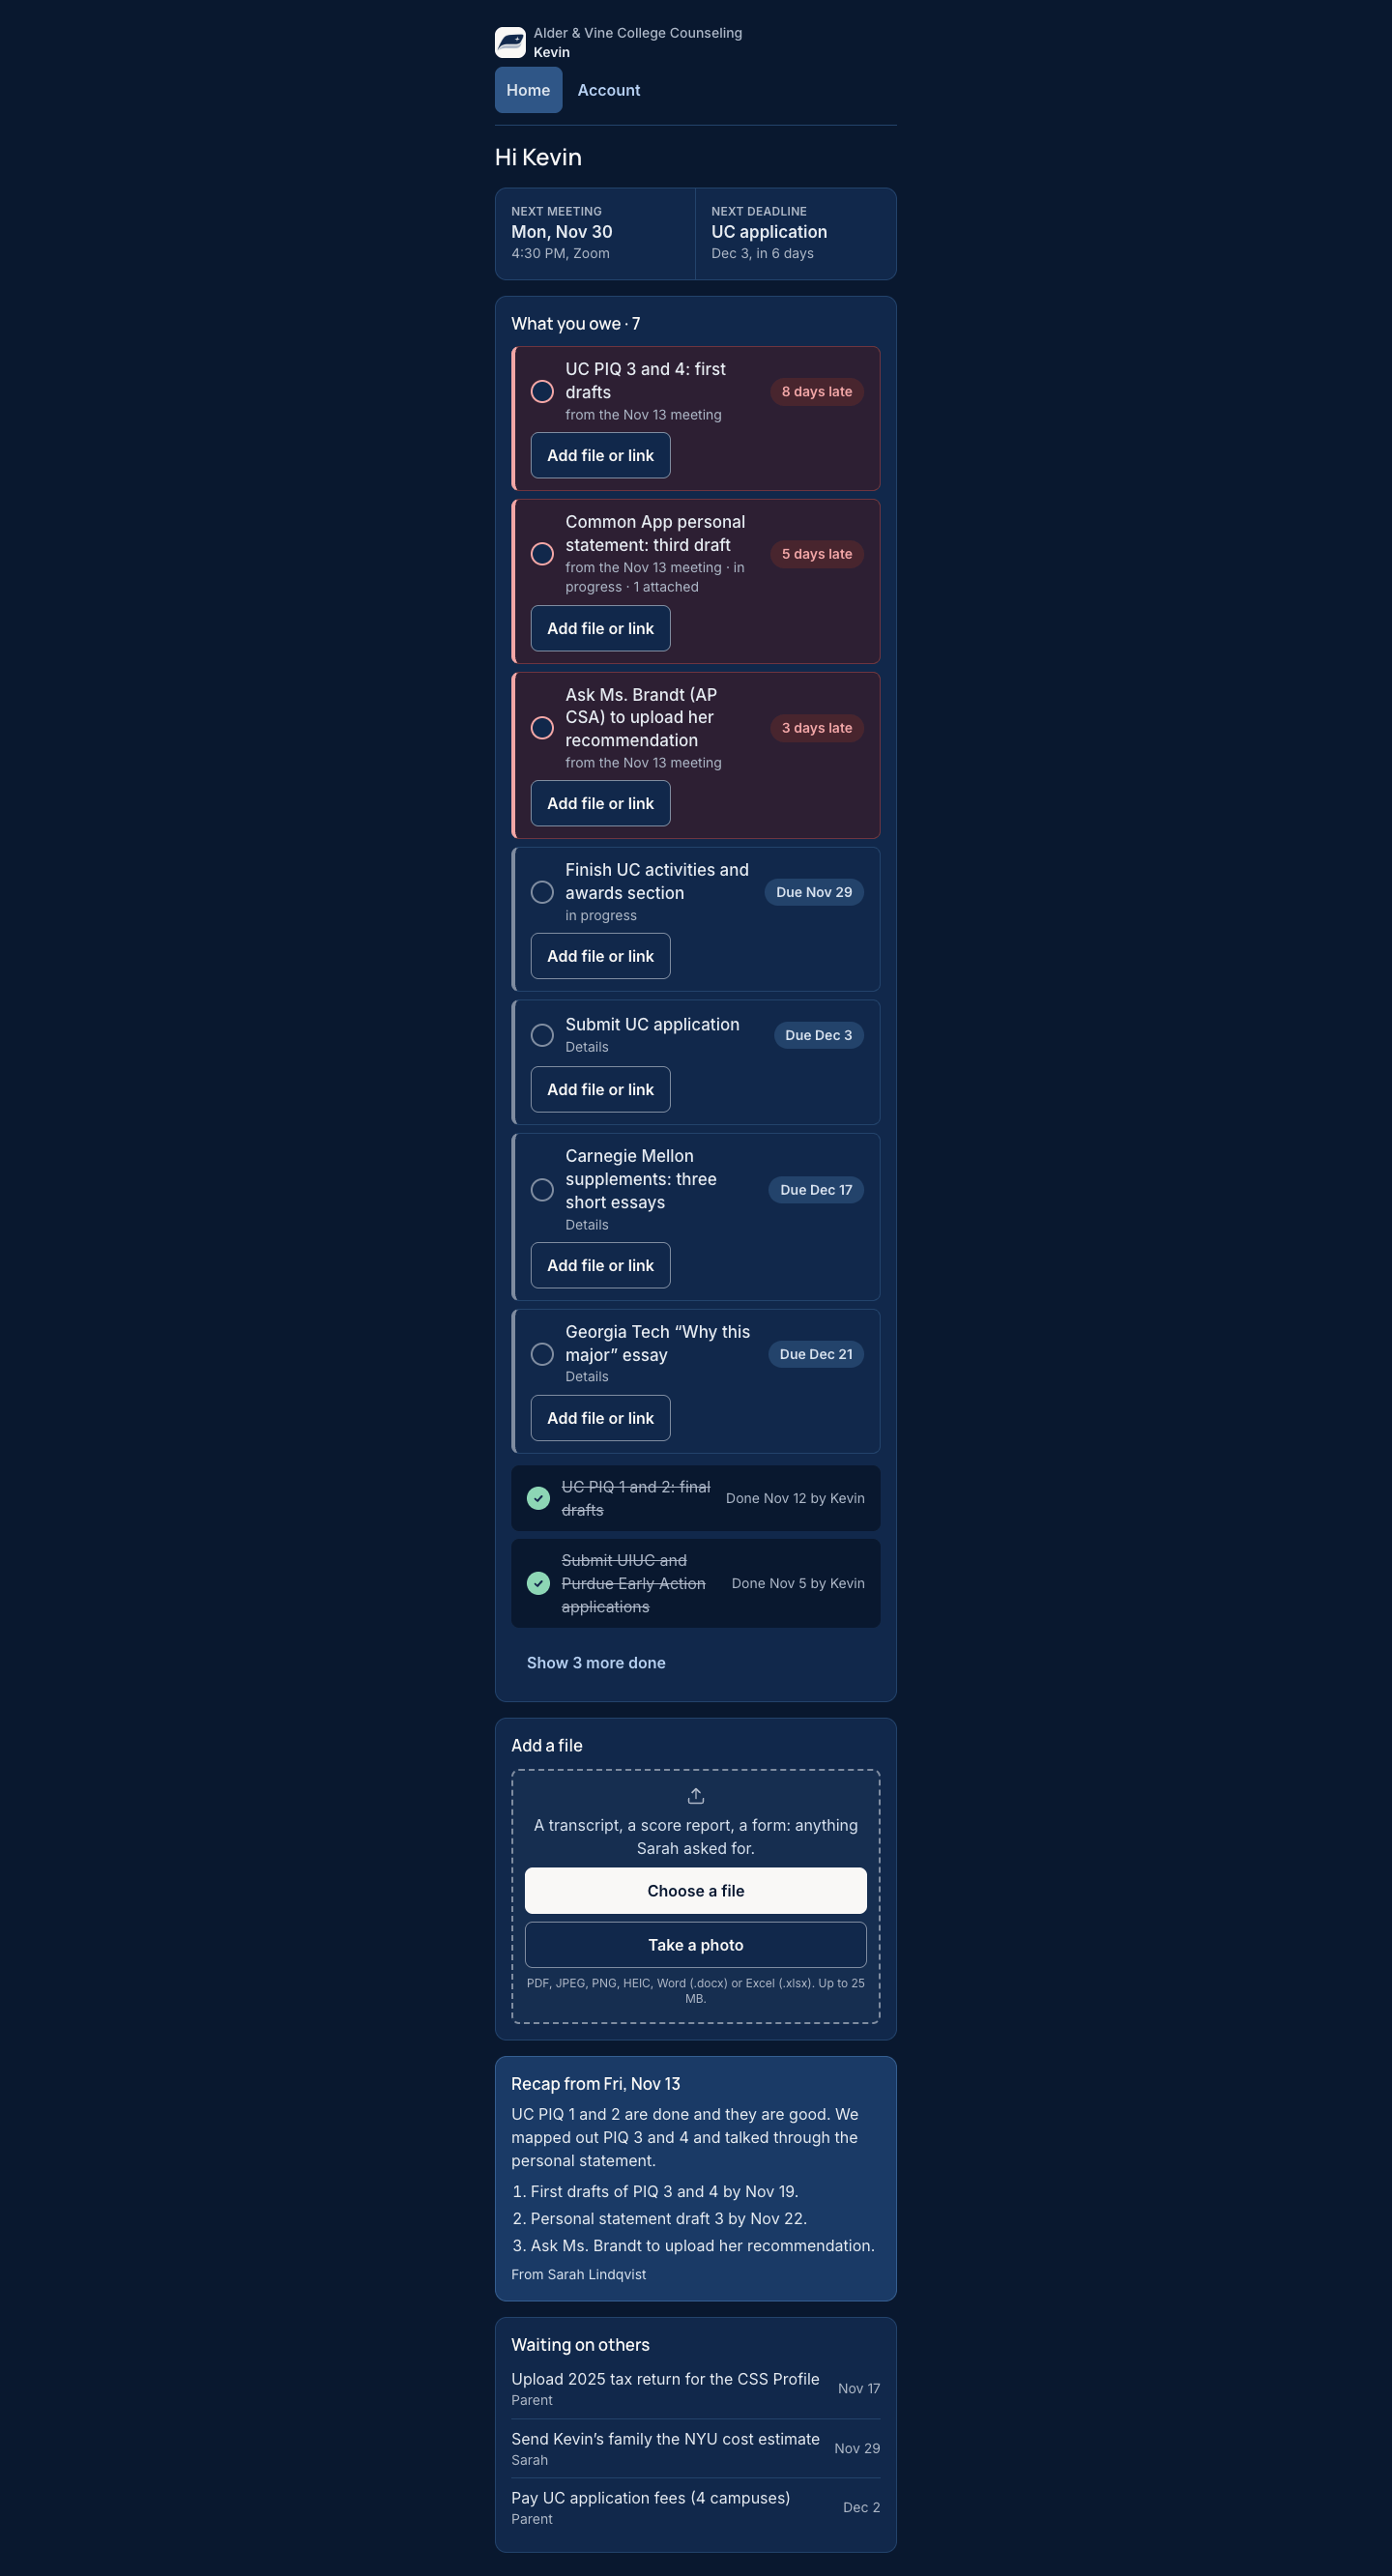 Alder & Vine College Counseling
Kevin
Home
Account
Hi Kevin
NEXT MEETING
Mon, Nov 30
4:30 PM, Zoom
NEXT DEADLINE
UC application
Dec 3, in 6 days
What you owe · 7
UC PIQ 3 and 4: first
drafts
from the Nov 13 meeting
8 days late
Add file or link
Common App personal
statement: third draft
from the Nov 13 meeting · in
progress · 1 attached
5 days late
Add file or link
Ask Ms. Brandt (AP
CSA) to upload her
recommendation
from the Nov 13 meeting
3 days late
Add file or link
Finish UC activities and
awards section
in progress
Due Nov 29
Add file or link
Submit UC application
Details
Due Dec 3
Add file or link
Carnegie Mellon
supplements: three
short essays
Details
Due Dec 17
Add file or link
Georgia Tech “Why this
major” essay
Details
Due Dec 21
Add file or link
UC PIQ 1 and 2: final
drafts
Done Nov 12 by Kevin
Submit UIUC and
Purdue Early Action
applications
Done Nov 5 by Kevin
Show 3 more done
Add a file
A transcript, a score report, a form: anything
Sarah asked for.
Choose a file
Take a photo
PDF, JPEG, PNG, HEIC, Word (.docx) or Excel (.xlsx). Up to 25
MB.
Recap from Fri, Nov 13
UC PIQ 1 and 2 are done and they are good. We
mapped out PIQ 3 and 4 and talked through the
personal statement.
1. First drafts of PIQ 3 and 4 by Nov 19.
2. Personal statement draft 3 by Nov 22.
3. Ask Ms. Brandt to upload her recommendation.
From Sarah Lindqvist
Waiting on others
Upload 2025 tax return for the CSS Profile
Parent
Nov 17
Send Kevin’s family the NYU cost estimate
Sarah
Nov 29
Pay UC application fees (4 campuses)
Parent
Dec 2